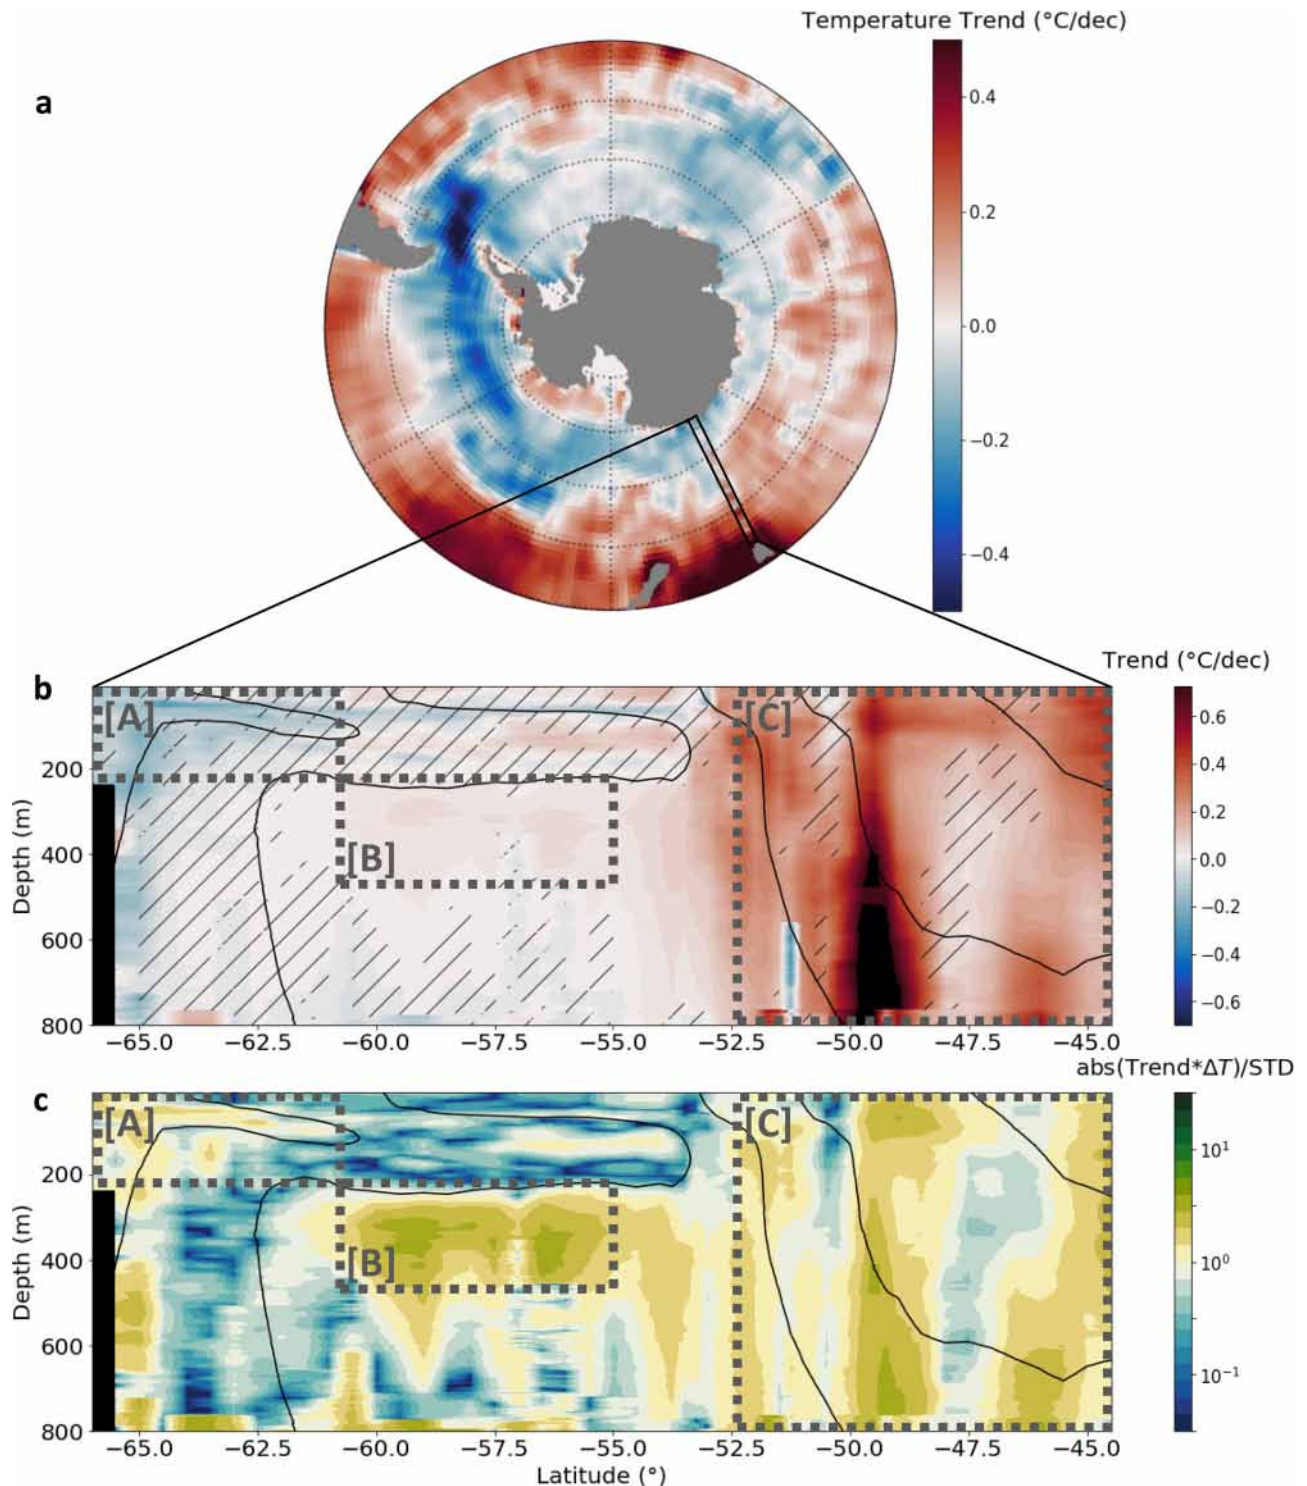 Temperature Trend (°C/dec)
a
0.4
0.2
0.0
−0.2
−0.4
b
Trend (°C/dec)
[A]
[B]
[C]
200
400
600
800
Depth (m)
−65.0 −62.5 −60.0 −57.5 −55.0 −52.5 −50.0 −47.5 −45.0
0.6
0.4
0.2
0.0
−0.2
−0.4
−0.6
c
abs(Trend*ΔT)/STD
[A]
[B]
[C]
200
400
600
800
Depth (m)
−65.0 −62.5 −60.0 −57.5 −55.0 −52.5 −50.0 −47.5 −45.0
Latitude (°)
10¹
10⁰
10⁻¹